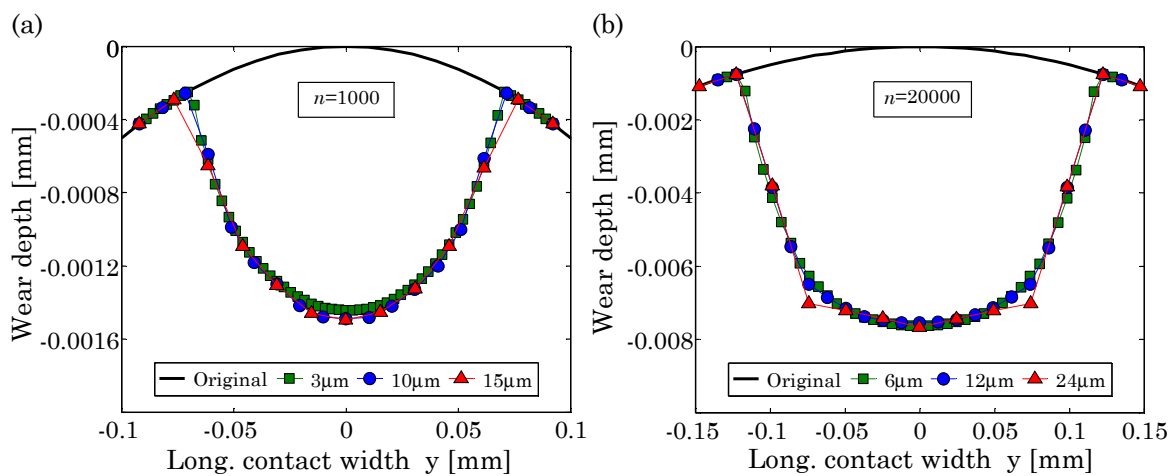 (a)
0
-0.0004
-0.0008
-0.0012
-0.0016
Wear depth [mm]
n=1000
Original 3μm 10μm 15μm
-0.1 -0.05 0 0.05 0.1
Long. contact width y [mm]
(b)
0
-0.002
-0.004
-0.006
-0.008
Wear depth [mm]
n=20000
Original 6μm 12μm 24μm
-0.15 -0.1 -0.05 0 0.05 0.1 0.15
Long. contact width y [mm]